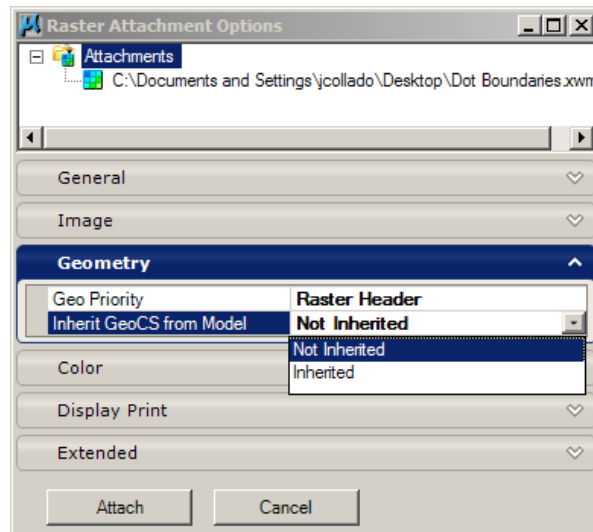 Raster Attachment Options
Attachments
C:\Documents and Settings\jcollado\Desktop\Dot Boundaries.xwm
General
Image
Geometry
Geo Priority Raster Header
Inherit GeoCS from Model Not Inherited
Not Inherited
Inherited
Color
Display Print
Extended
Attach Cancel